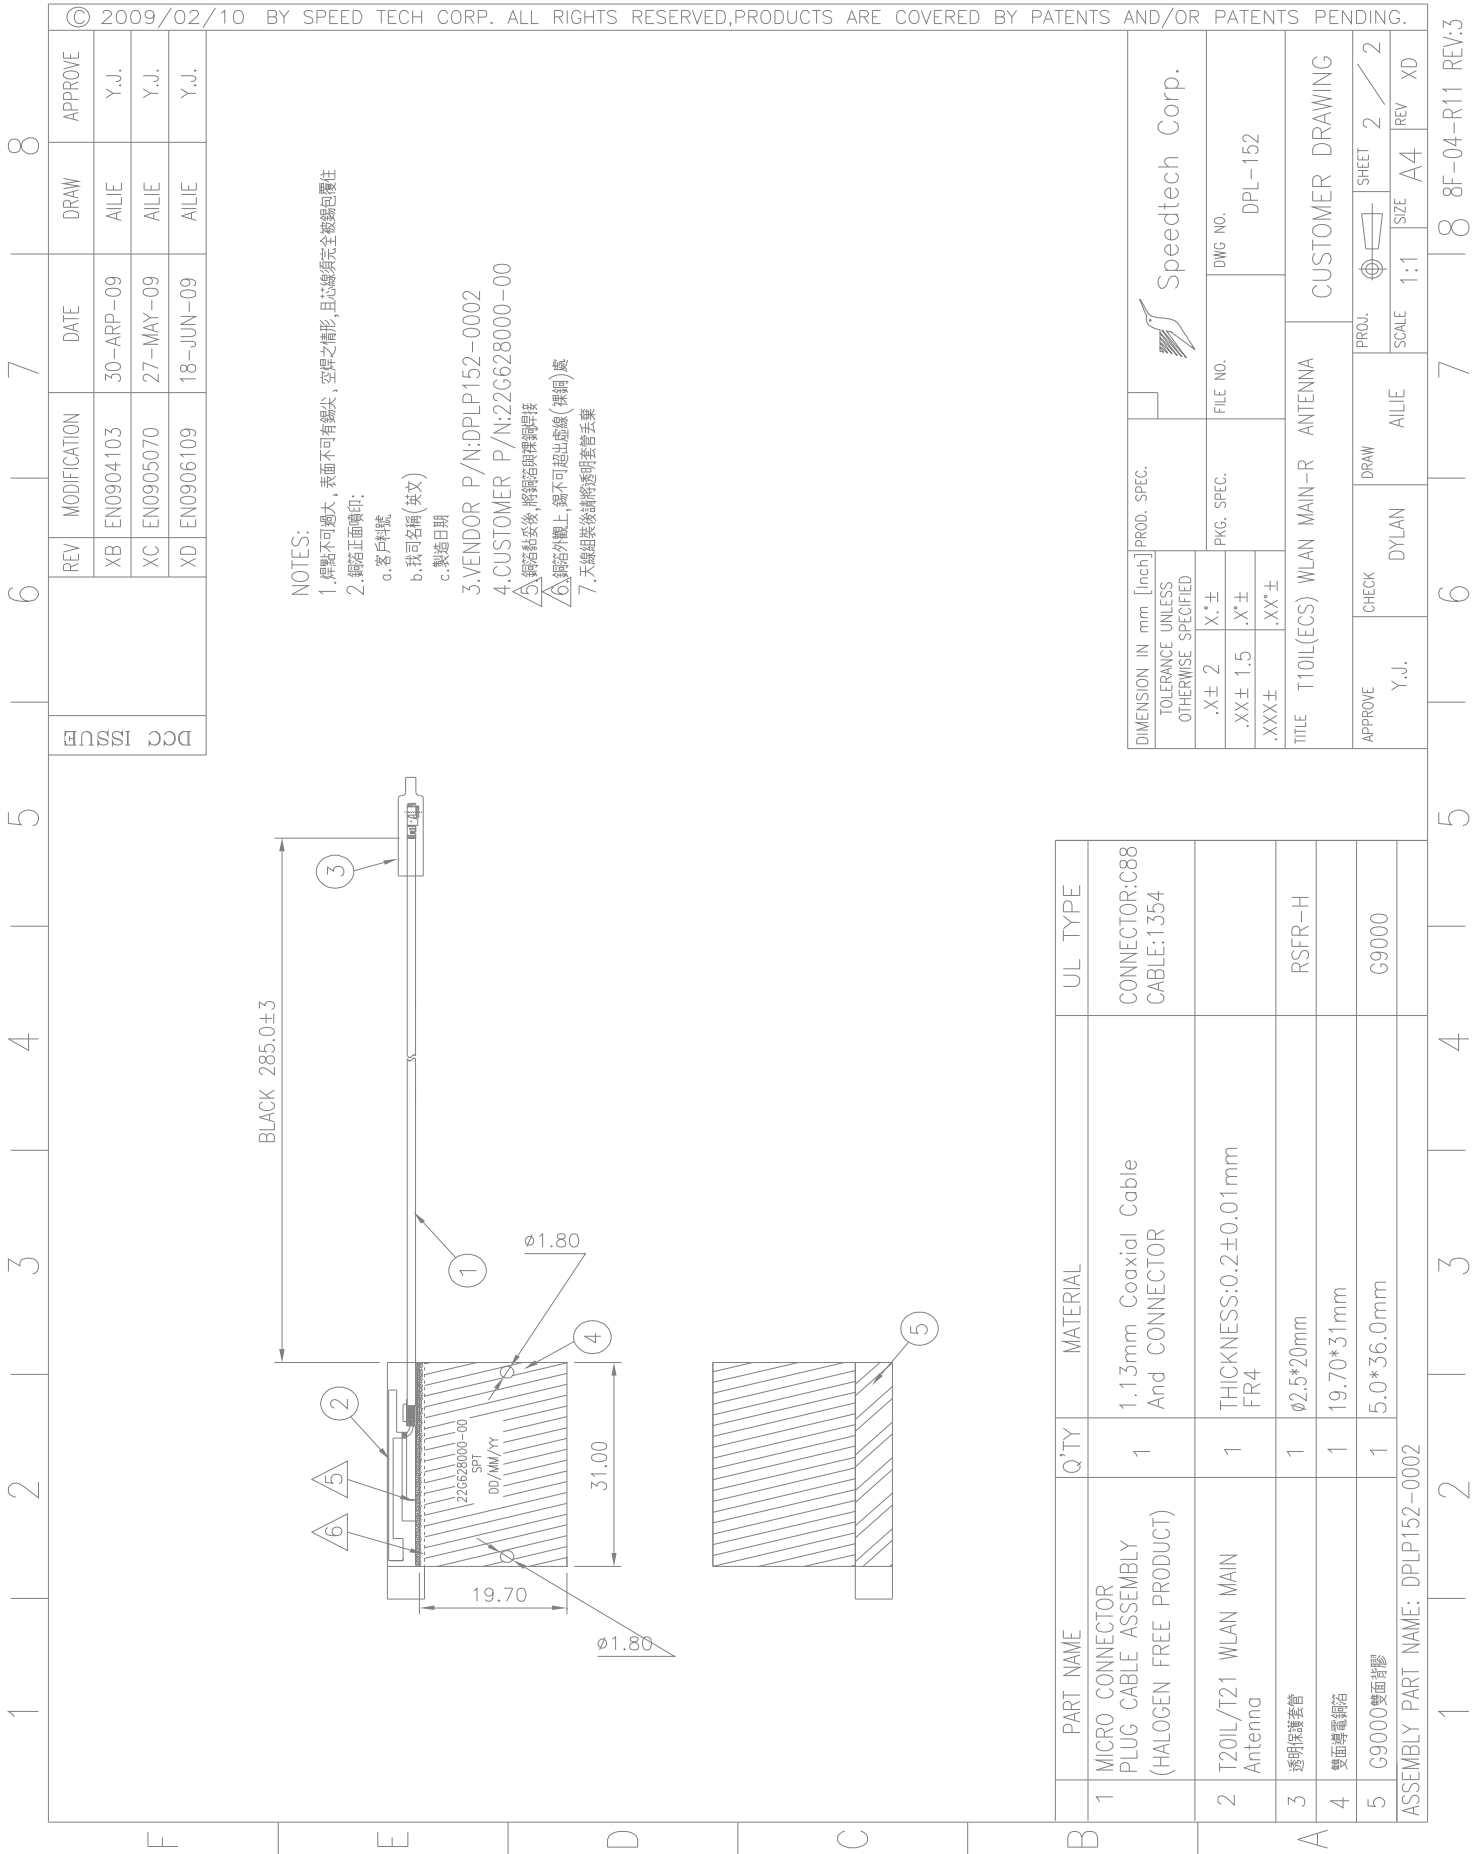 © 2009/02/10 BY SPEED TECH CORP. ALL RIGHTS RESERVED,PRODUCTS ARE COVERED BY PATENTS AND/OR PATENTS PENDING.
1 2 3 4 5 6 7 8
F
E
D
C
B
A
DCC ISSUE
REV MODIFICATION DATE DRAW APPROVE
XB EN0904103 30-ARP-09 AILIE Y.J.
XC EN0905070 27-MAY-09 AILIE Y.J.
XD EN0906109 18-JUN-09 AILIE Y.J.
NOTES:
1.焊點不可過大、表面不可有錫尖、空焊之情形,且芯線須完全被錫包覆住
2.銅箔正面噴印:
a.客戶料號
b.我司名稱(英文)
c.製造日期
3.VENDOR P/N:DPLP152-0002
4.CUSTOMER P/N:22G628000-00
5.銅箔黏妥後,將銅箔與裸銅焊接
6.銅箔外觀上,錫不可超出虛線(裸銅)處
7.天線組裝後請將透明套管丟棄
BLACK 285.0±3
3
2
5
6
1
ø1.80
4
22G628000-00
SPT
DD/MM/YY
31.00
19.70
ø1.80
5
PART NAME Q'TY MATERIAL UL TYPE
1 MICRO CONNECTOR
PLUG CABLE ASSEMBLY
(HALOGEN FREE PRODUCT) 1 1.13mm Coaxial Cable
And CONNECTOR CONNECTOR:C88
CABLE:1354
2 T20IL/T21 WLAN MAIN
Antenna 1 THICKNESS:0.2±0.01mm
FR4
3 透明保護套管 1 ø2.5*20mm RSFR-H
4 雙面導電銅箔 1 19.70*31mm
5 G9000雙面背膠 1 5.0*36.0mm G9000
ASSEMBLY PART NAME: DPLP152-0002
DIMENSION IN mm [inch]
TOLERANCE UNLESS
OTHERWISE SPECIFIED
.X± 2 X.°±
.XX± 1.5 .X°±
.XXX± .XX°±
PROD. SPEC.
PKG. SPEC.
FILE NO.
Speedtech Corp.
DWG NO.
DPL-152
TITLE T10IL(ECS) WLAN MAIN-R ANTENNA
CUSTOMER DRAWING
APPROVE
Y.J.
CHECK
DYLAN
DRAW
AILIE
PROJ.
SHEET 2 / 2
SCALE 1:1
SIZE A4
REV XD
1 2 3 4 5 6 7 8
8F-04-R11 REV:3